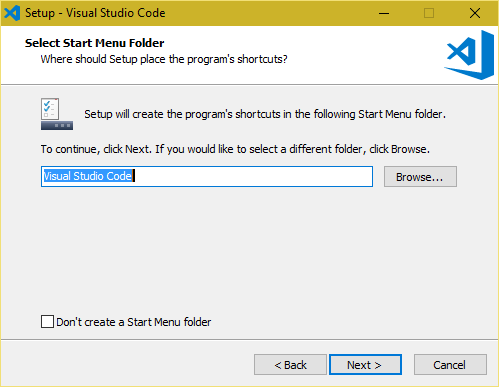 Setup - Visual Studio Code
Select Start Menu Folder
Where should Setup place the program's shortcuts?
Setup will create the program's shortcuts in the following Start Menu folder.
To continue, click Next. If you would like to select a different folder, click Browse.
Visual Studio Code
Browse...
Don't create a Start Menu folder
< Back
Next >
Cancel